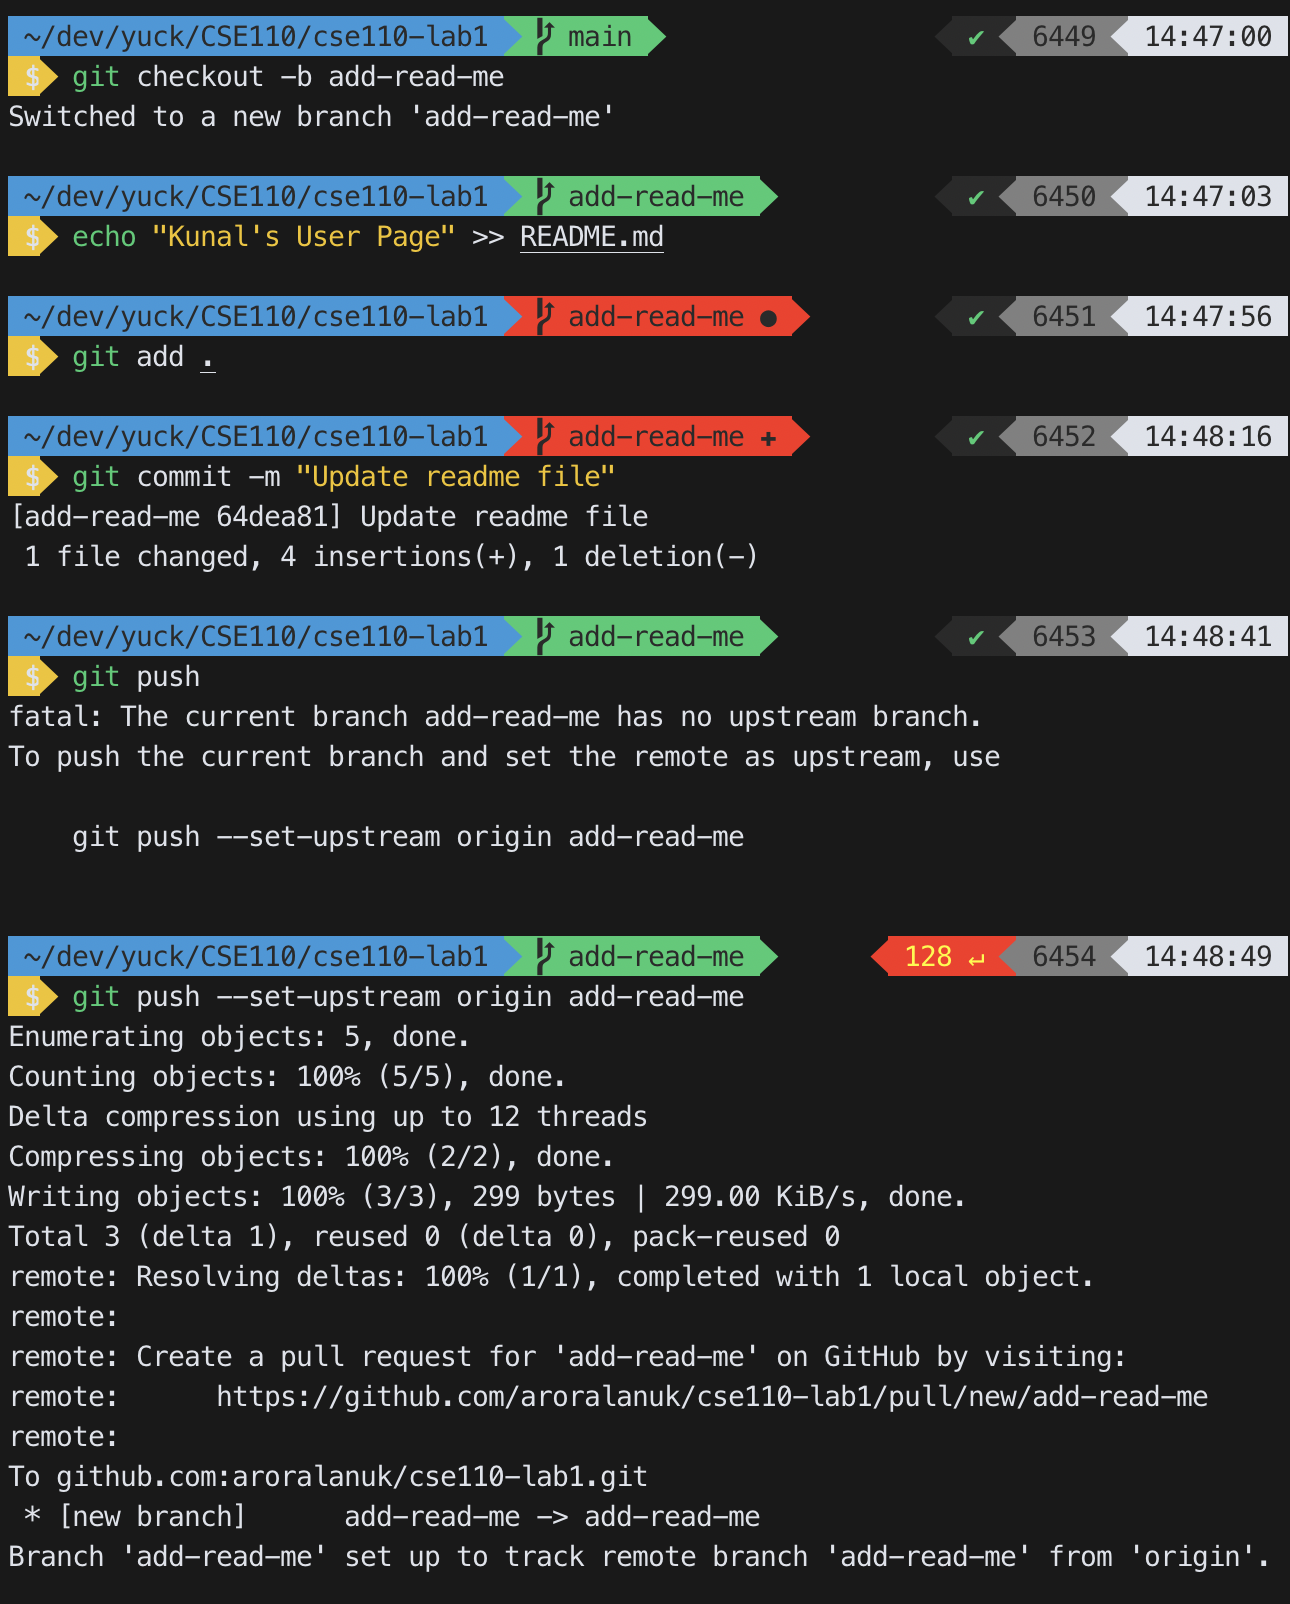 ~/dev/yuck/CSE110/cse110-lab1 main ✔ 6449 14:47:00
$ git checkout -b add-read-me
Switched to a new branch 'add-read-me'
~/dev/yuck/CSE110/cse110-lab1 add-read-me ✔ 6450 14:47:03
$ echo "Kunal's User Page" >> README.md
~/dev/yuck/CSE110/cse110-lab1 add-read-me ● ✔ 6451 14:47:56
$ git add .
~/dev/yuck/CSE110/cse110-lab1 add-read-me ✚ ✔ 6452 14:48:16
$ git commit -m "Update readme file"
[add-read-me 64dea81] Update readme file
 1 file changed, 4 insertions(+), 1 deletion(-)
~/dev/yuck/CSE110/cse110-lab1 add-read-me ✔ 6453 14:48:41
$ git push
fatal: The current branch add-read-me has no upstream branch.
To push the current branch and set the remote as upstream, use
    git push --set-upstream origin add-read-me
~/dev/yuck/CSE110/cse110-lab1 add-read-me 128 ↵ 6454 14:48:49
$ git push --set-upstream origin add-read-me
Enumerating objects: 5, done.
Counting objects: 100% (5/5), done.
Delta compression using up to 12 threads
Compressing objects: 100% (2/2), done.
Writing objects: 100% (3/3), 299 bytes | 299.00 KiB/s, done.
Total 3 (delta 1), reused 0 (delta 0), pack-reused 0
remote: Resolving deltas: 100% (1/1), completed with 1 local object.
remote:
remote: Create a pull request for 'add-read-me' on GitHub by visiting:
remote:      https://github.com/aroralanuk/cse110-lab1/pull/new/add-read-me
remote:
To github.com:aroralanuk/cse110-lab1.git
 * [new branch]      add-read-me -> add-read-me
Branch 'add-read-me' set up to track remote branch 'add-read-me' from 'origin'.